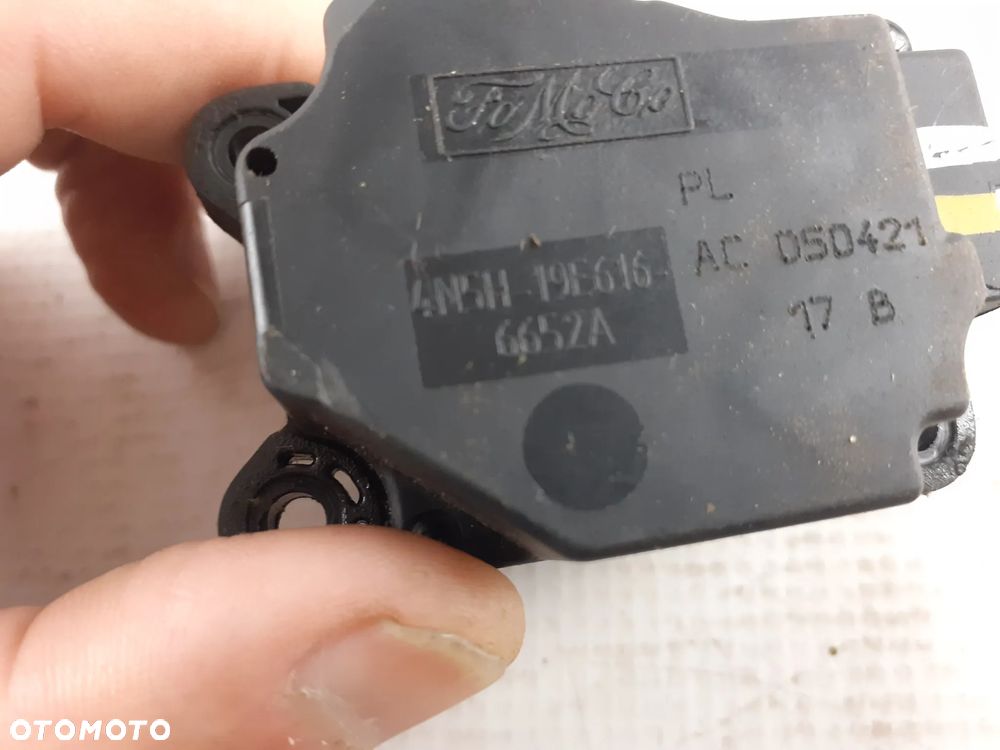 FoMoCo
PL
AC 050421
17 B
4N5H-19E616-
6652A
OTOMOTO